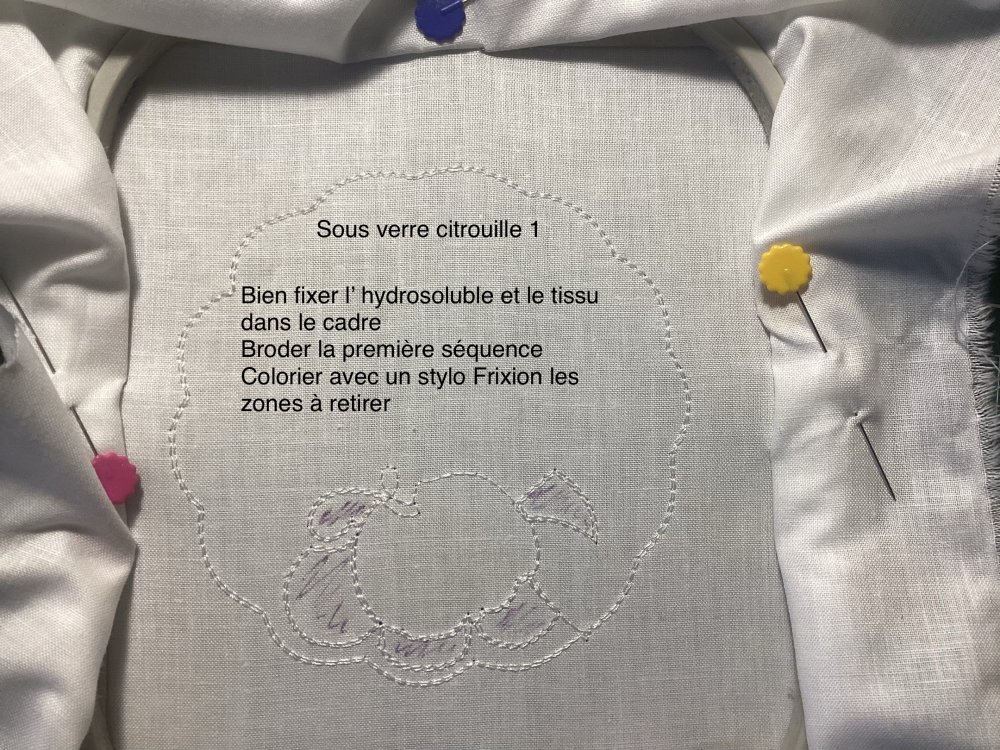 Sous verre citrouille 1
Bien fixer l' hydrosoluble et le tissu
dans le cadre
Broder la première séquence
Colorier avec un stylo Frixion les
zones à retirer